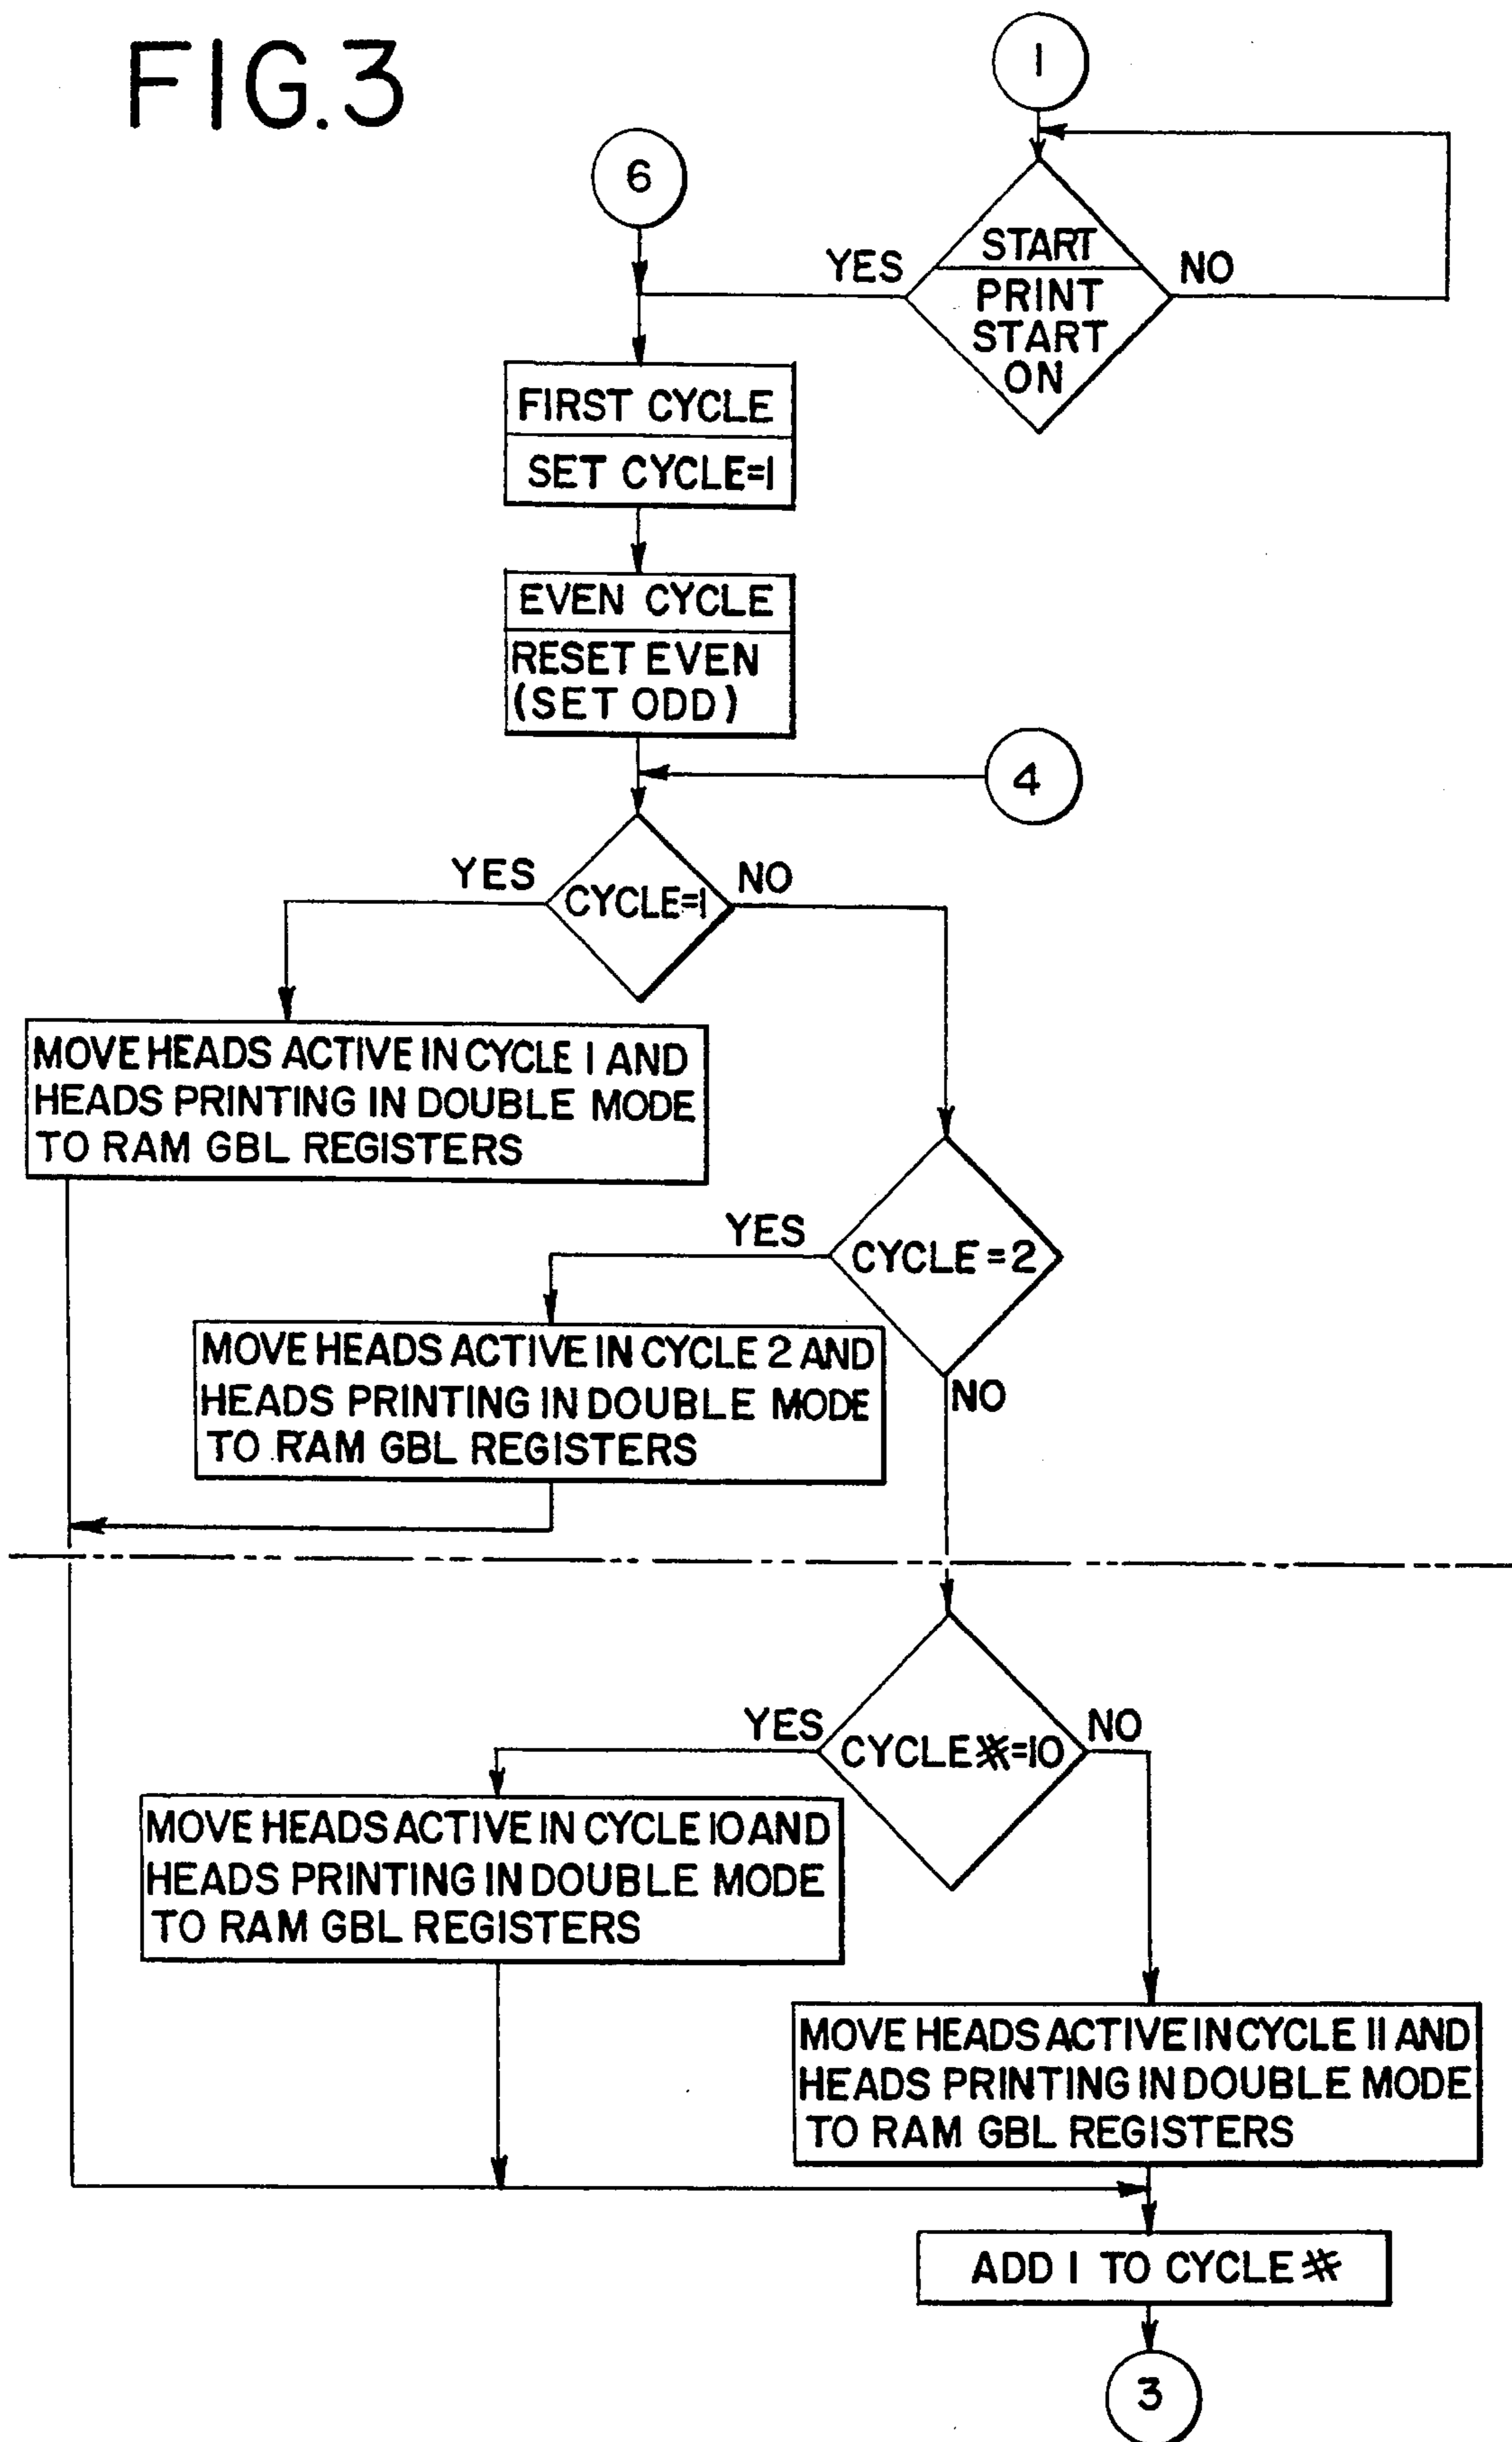 FIG.3
1
6
START
YES
NO
PRINT
START
ON
FIRST CYCLE
SET CYCLE=1
EVEN CYCLE
RESET EVEN
(SET ODD)
4
YES
CYCLE=1
NO
MOVE HEADS ACTIVE IN CYCLE 1 AND
HEADS PRINTING IN DOUBLE MODE
TO RAM GBL REGISTERS
YES
CYCLE=2
MOVE HEADS ACTIVE IN CYCLE 2 AND
HEADS PRINTING IN DOUBLE MODE
TO RAM GBL REGISTERS
NO
YES
CYCLE#=10
NO
MOVE HEADS ACTIVE IN CYCLE 10 AND
HEADS PRINTING IN DOUBLE MODE
TO RAM GBL REGISTERS
MOVE HEADS ACTIVE IN CYCLE 11 AND
HEADS PRINTING IN DOUBLE MODE
TO RAM GBL REGISTERS
ADD 1 TO CYCLE #
3